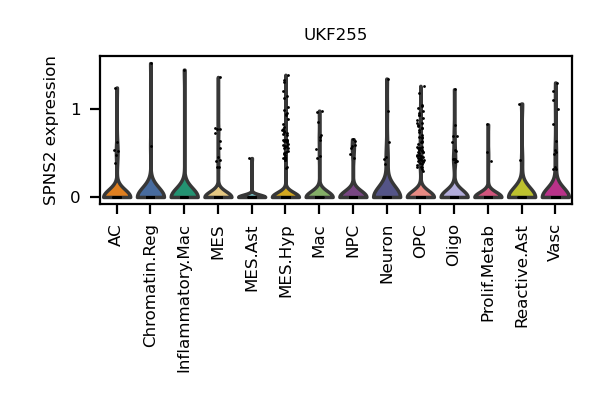 UKF255
SPNS2 expression
1
0
AC
Chromatin.Reg
Inflammatory.Mac
MES
MES.Ast
MES.Hyp
Mac
NPC
Neuron
OPC
Oligo
Prolif.Metab
Reactive.Ast
Vasc